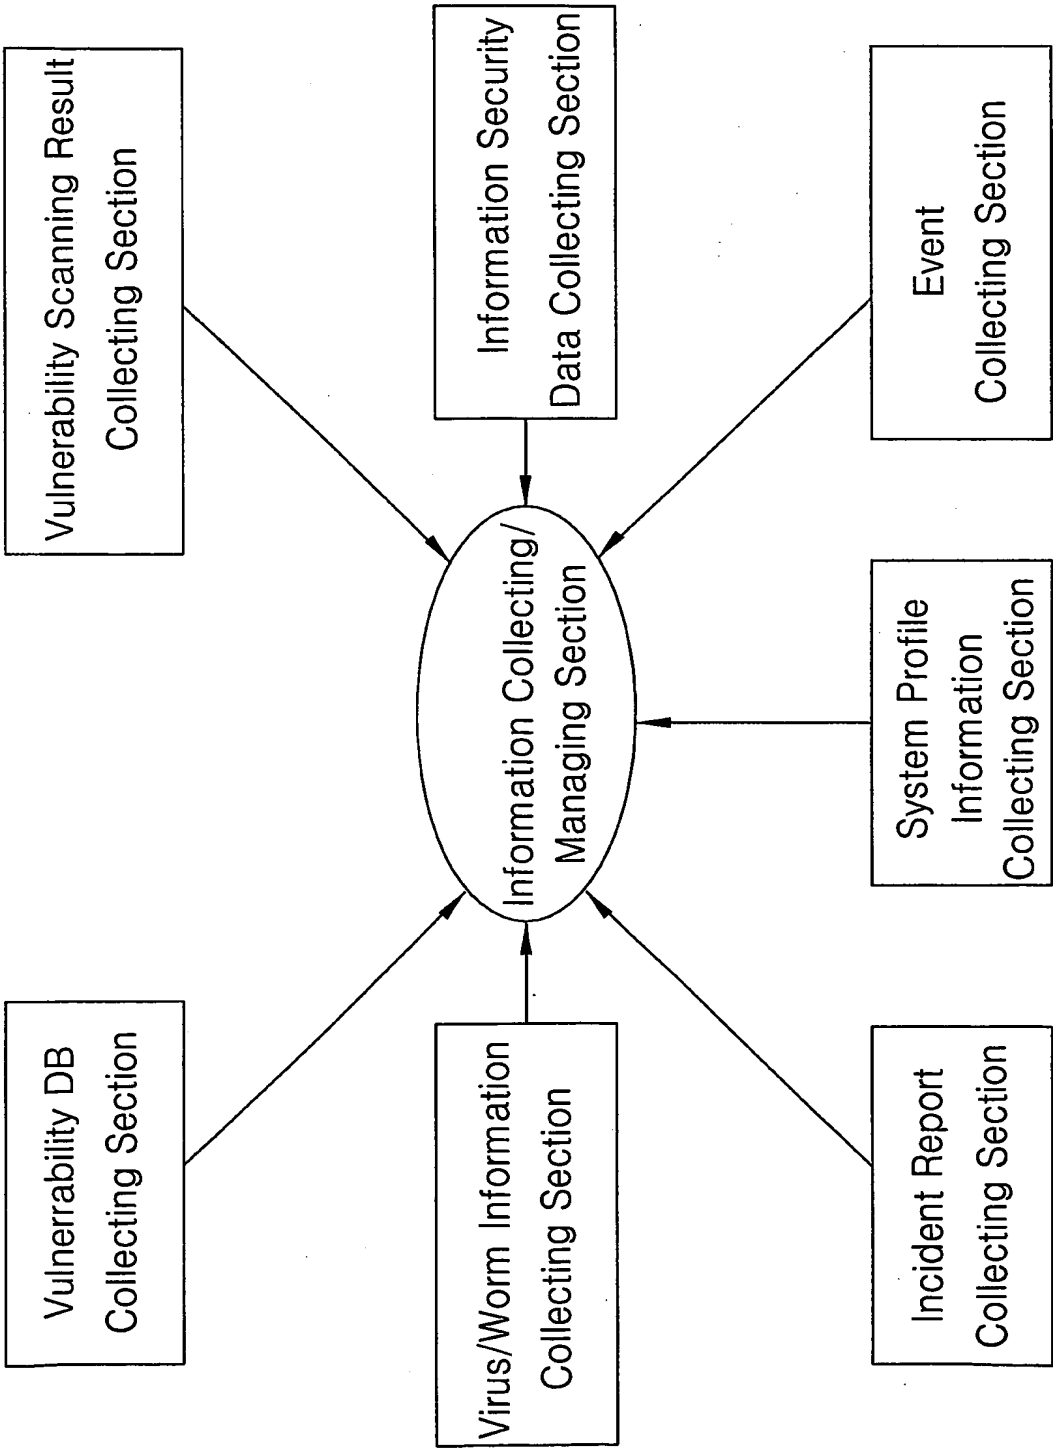 Vulnerrability DB
Collecting Section
Vulnerability Scanning Result
Collecting Section
Virus/Worm Information
Collecting Section
Information Collecting/
Managing Section
Information Security
Data Collecting Section
Incident Report
Collecting Section
System Profile
Information
Collecting Section
Event
Collecting Section